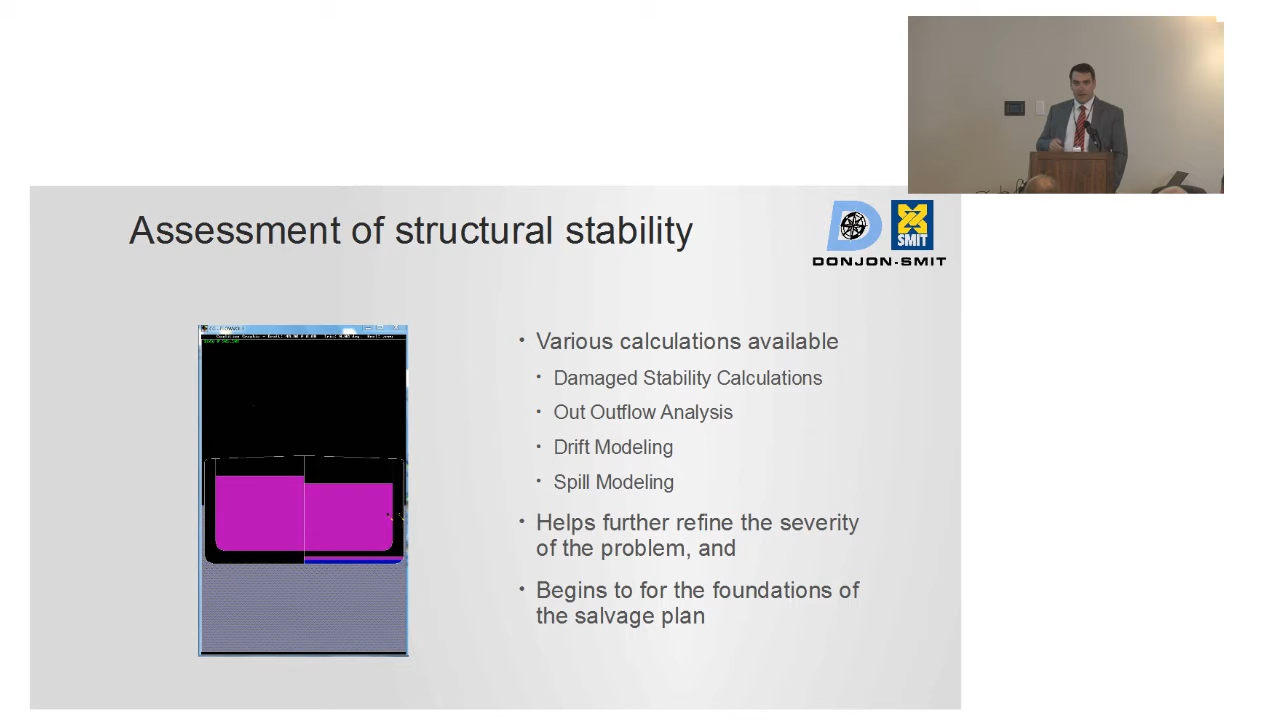 Assessment of structural stability
SMIT
DONJON-SMIT
• Various calculations available
• Damaged Stability Calculations
• Out Outflow Analysis
• Drift Modeling
• Spill Modeling
• Helps further refine the severity
of the problem, and
• Begins to for the foundations of
the salvage plan